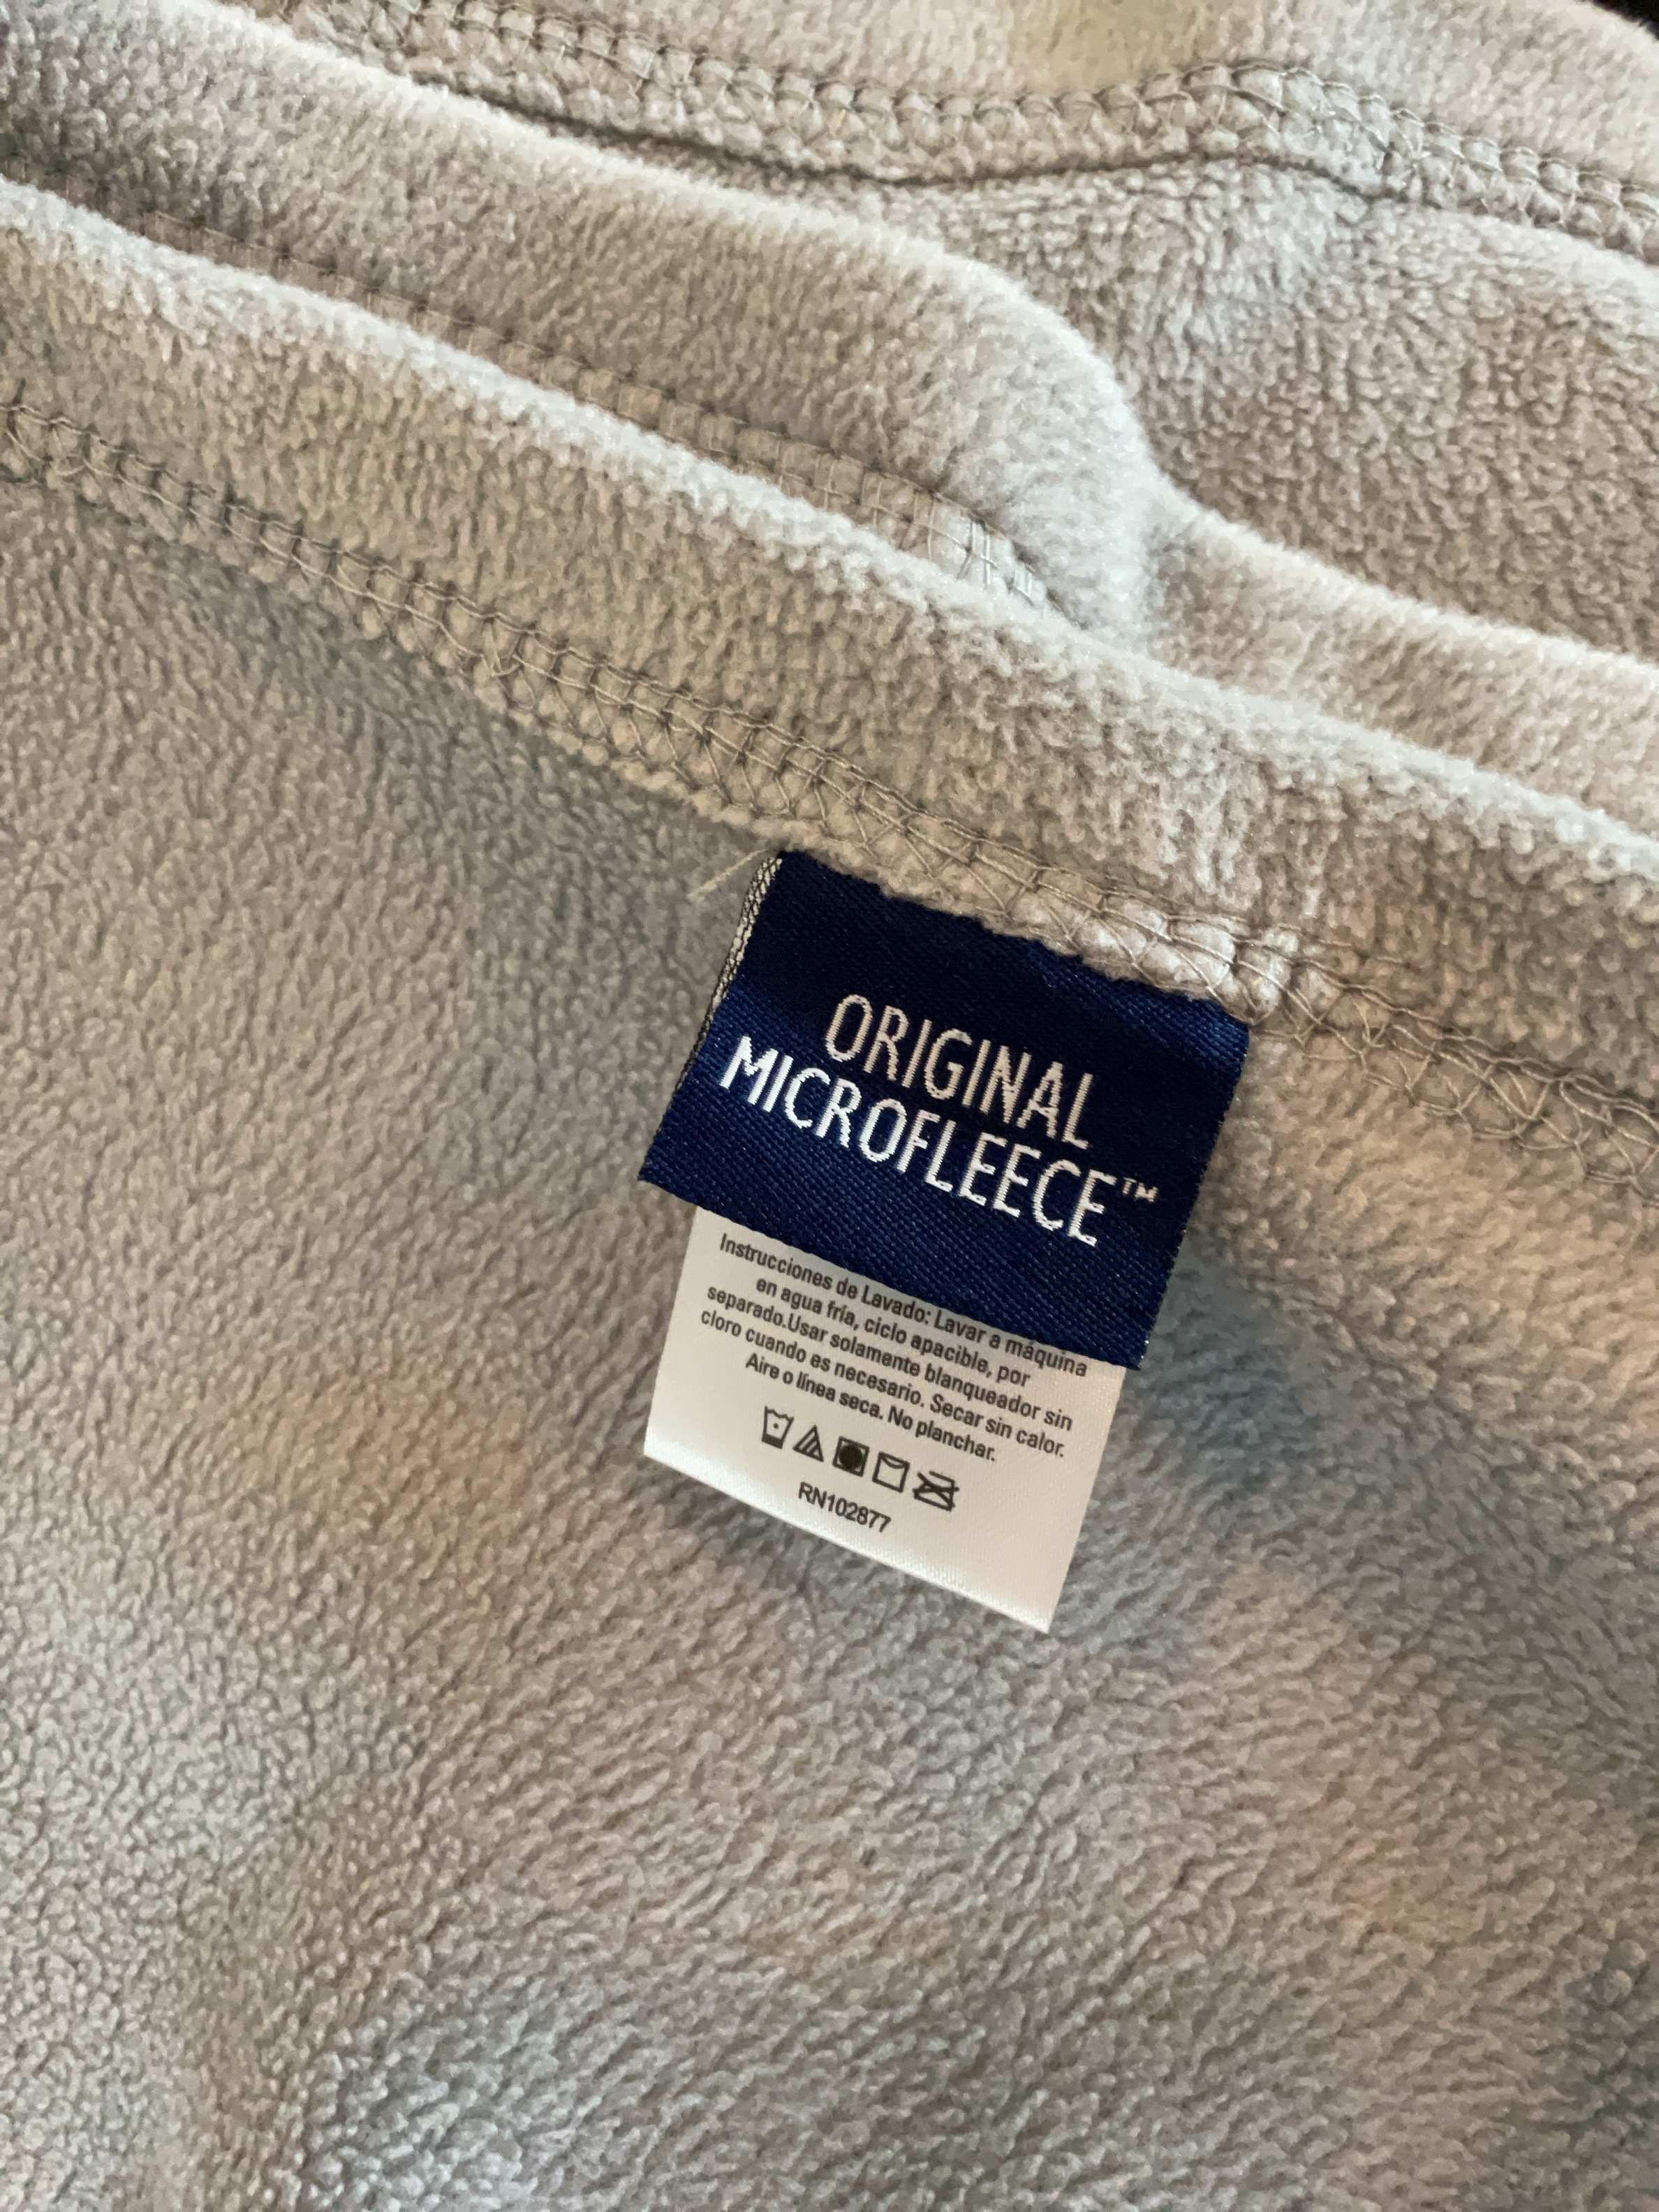 ORIGINAL
MICROFLEECE™
Instrucciones de Lavado: Lavar a máquina
en agua fría, ciclo apacible, por
separado.Usar solamente blanqueador sin
cloro cuando es necesario. Secar sin calor.
Aire o línea seca. No planchar.
RN102877